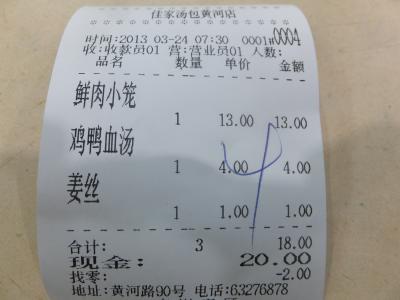 佳家汤包黄河店
时间:2013 03-24 07:30 0001#0004
收:收款员01 营:营业员01 人数:
品名 数量 单价 金额
鲜肉小笼
1 13.00 13.00
鸡鸭血汤
1 4.00 4.00
姜丝
1 1.00 1.00
合计: 3 18.00
现金: 20.00
找零: -2.00
地址:黄河路90号 电话:63276878